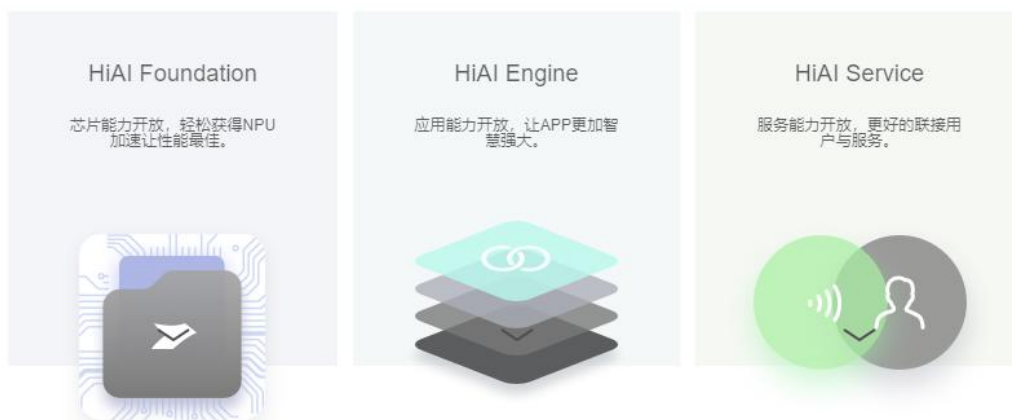 HiAI Foundation
芯片能力开放，轻松获得NPU
加速让性能最佳。
HiAI Engine
应用能力开放，让APP更加智
慧强大。
HiAI Service
服务能力开放，更好的联接用
户与服务。